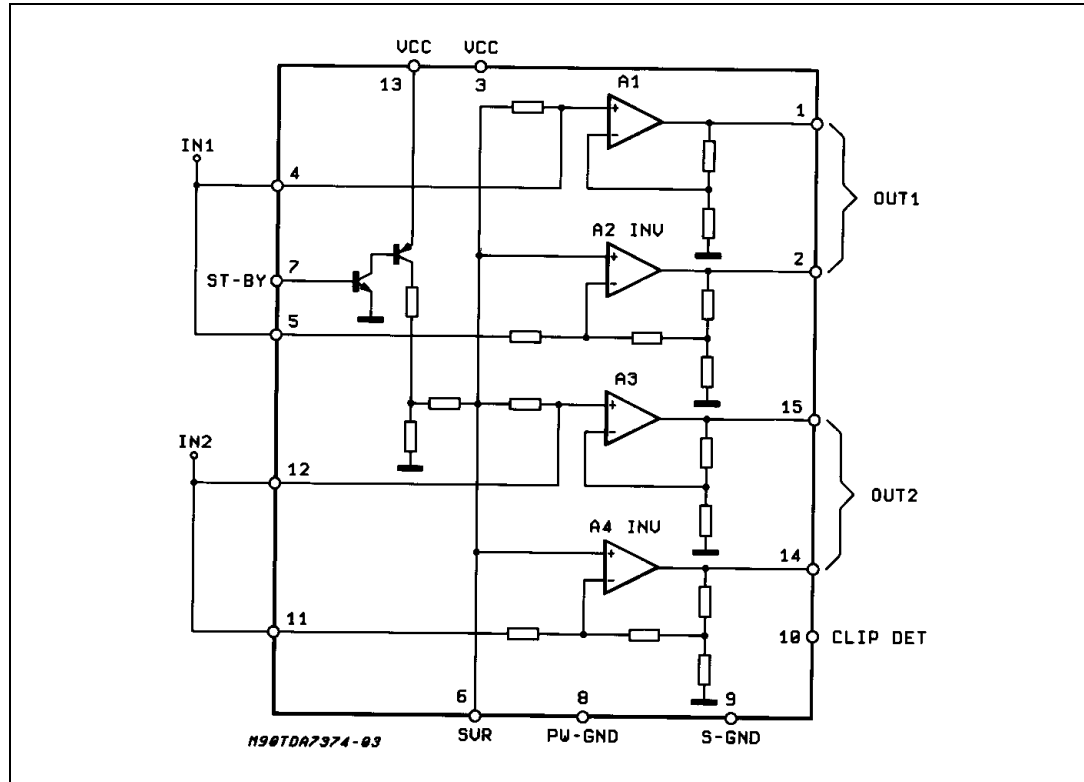 VCC VCC
13 3
A1
+
-
1
IN1
4
OUT1
A2 INV
+
-
2
7
ST-BY
5
A3
+
-
15
IN2
12
OUT2
A4 INV
+
-
14
11
10 CLIP DET
6 8 9
SVR PW-GND S-GND
M90TDA7374-03